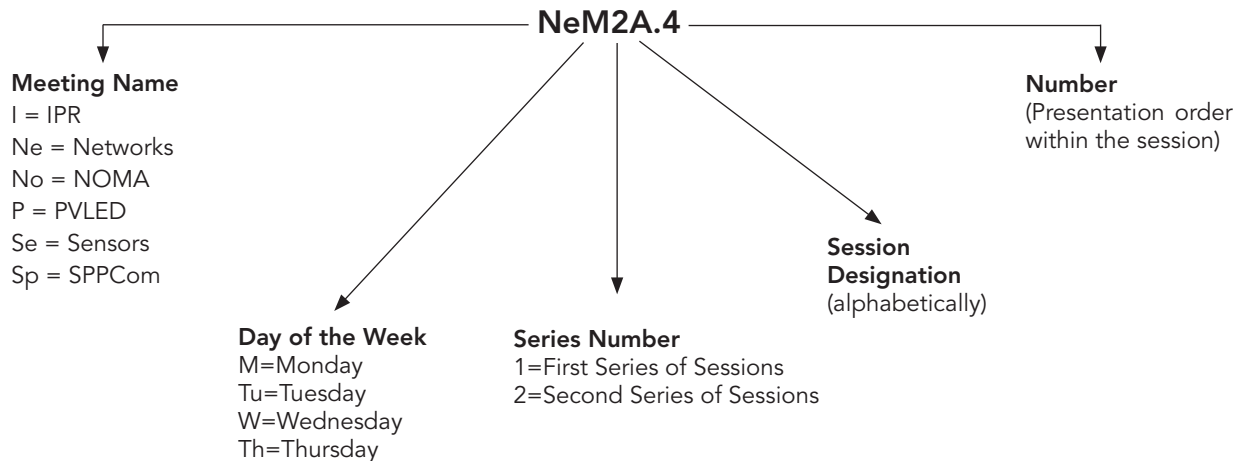 NeM2A.4
Meeting Name
I = IPR
Ne = Networks
No = NOMA
P = PVLED
Se = Sensors
Sp = SPPCom
Day of the Week
M=Monday
Tu=Tuesday
W=Wednesday
Th=Thursday
Series Number
1=First Series of Sessions
2=Second Series of Sessions
Session
Designation
(alphabetically)
Number
(Presentation order
within the session)